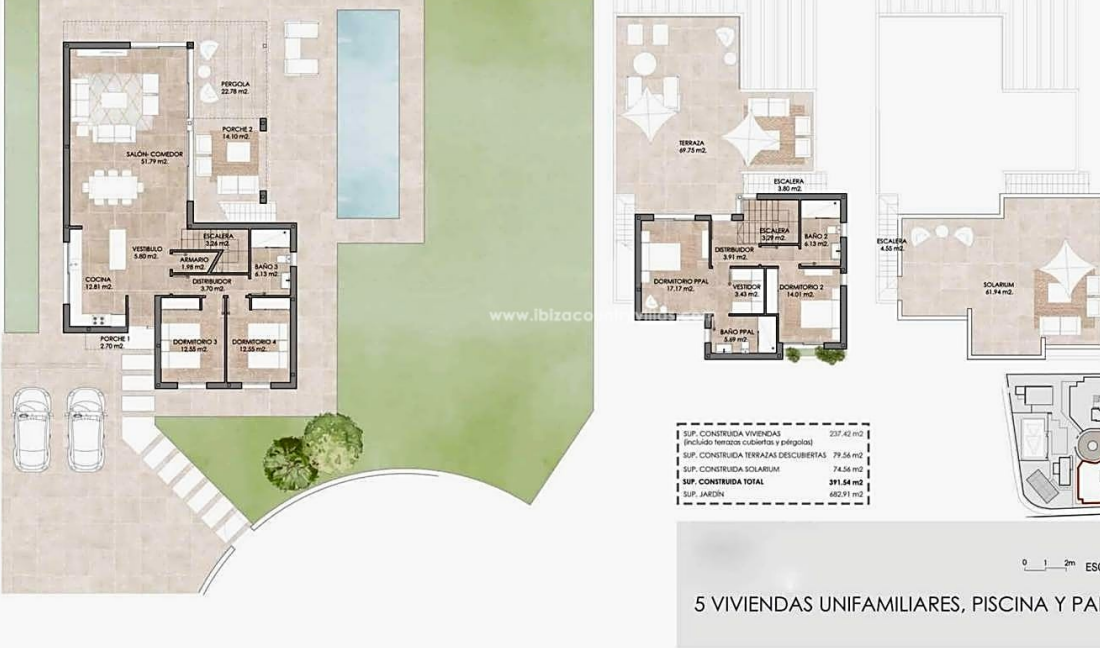 PERGOLA
22.78 m2.
PORCHE 2
14.10 m2.
SALÓN- COMEDOR
51.79 m2.
ESCALERA
3.26 m2.
VESTIBULO
5.80 m2.
ARMARIO
1.98 m2.
BAÑO 3
6.13 m2.
COCINA
12.81 m2.
DISTRIBUIDOR
3.70 m2.
PORCHE 1
2.70 m2.
DORMITORIO 3
12.55 m2.
DORMITORIO 4
12.55 m2.
TERRAZA
69.75 m2.
ESCALERA
3.80 m2.
ESCALERA
3.29 m2.
BAÑO 2
6.13 m2.
DISTRIBUIDOR
3.91 m2.
DORMITORIO PPAL
17.17 m2.
VESTIDOR
3.43 m2.
DORMITORIO 2
14.01 m2.
BAÑO PPAL
5.69 m2.
ESCALERA
4.55 m2.
SOLARIUM
61.94 m2.
www.ibizacountryvillas.com
SUP. CONSTRUIDA VIVIENDAS 237.42 m2
(incluido terrazas cubiertas y pérgolas)
SUP. CONSTRUIDA TERRAZAS DESCUBIERTAS 79.56 m2
SUP. CONSTRUIDA SOLARIUM 74.56 m2
SUP. CONSTRUIDA TOTAL 391.54 m2
SUP. JARDÍN 682.91 m2
0 1 2m
ESC
5 VIVIENDAS UNIFAMILIARES, PISCINA Y PA